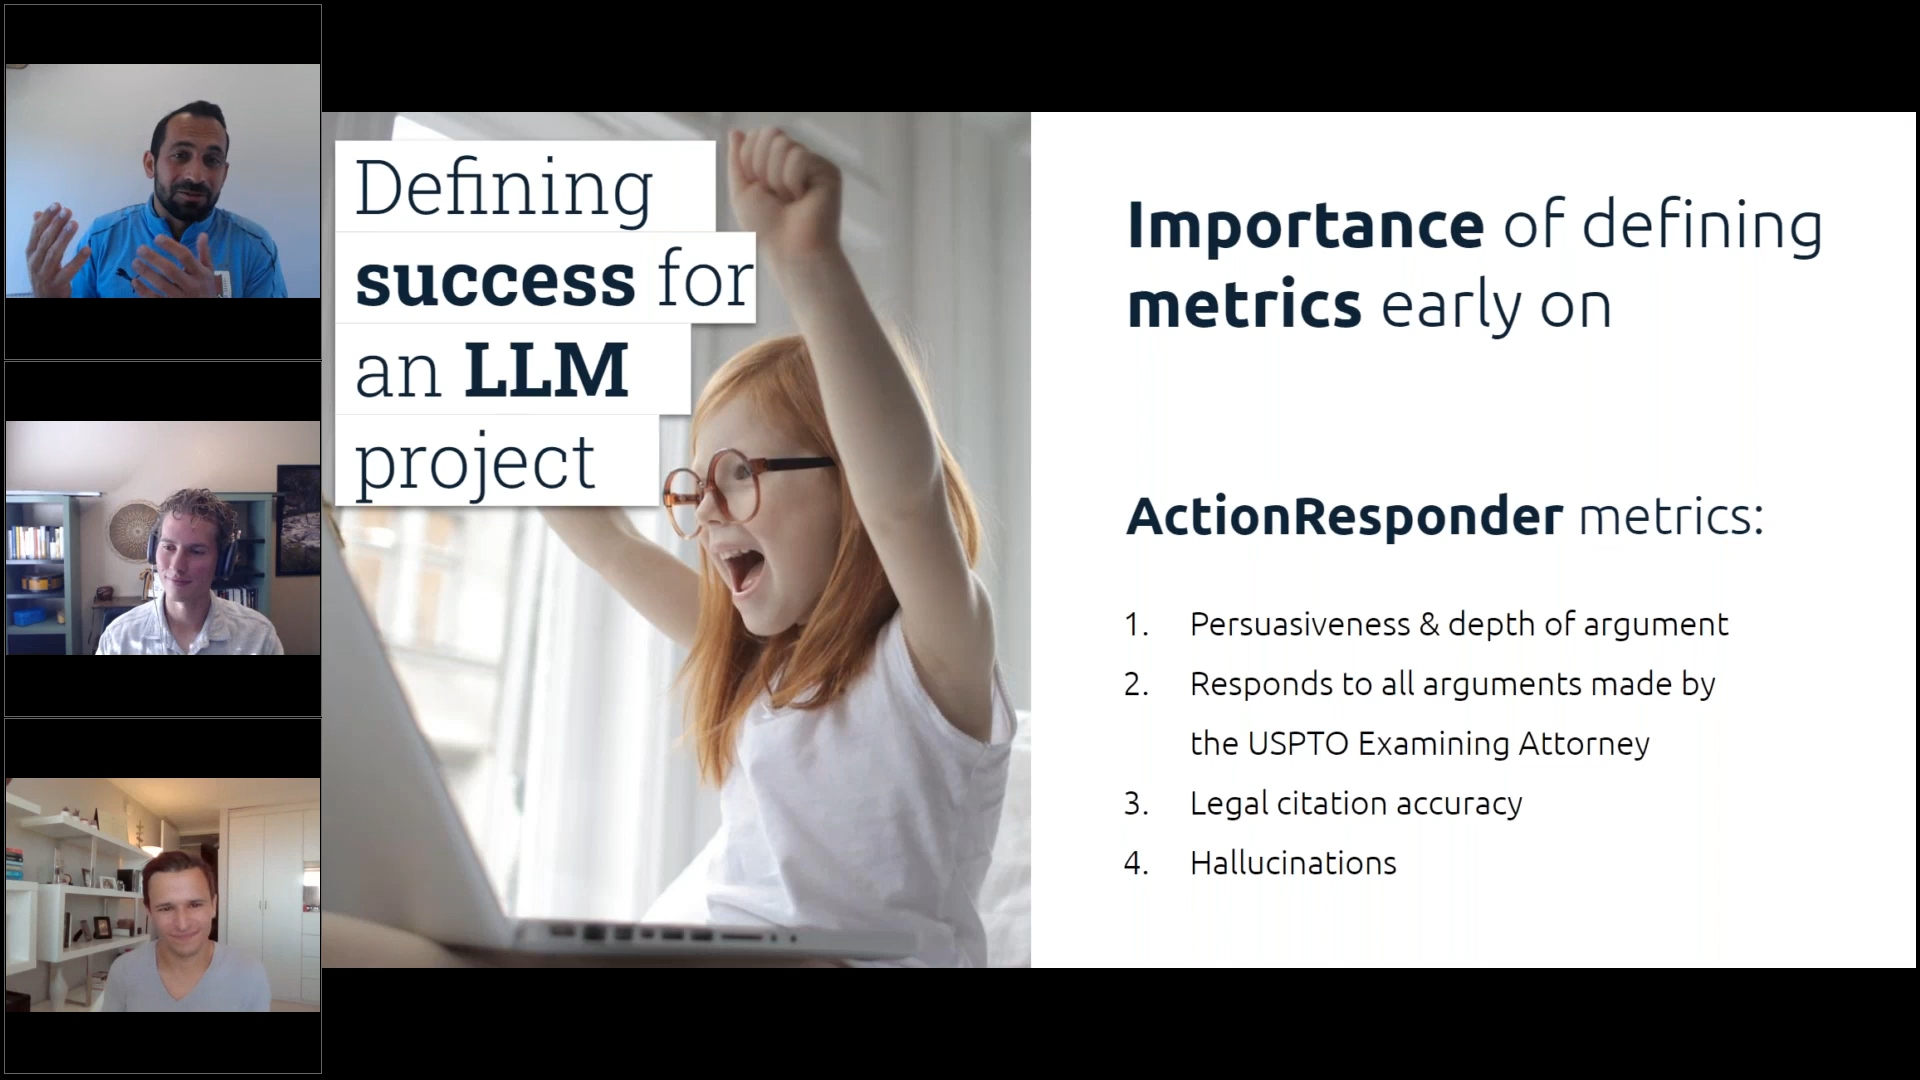 Defining
success for
an LLM
project
Importance of defining
metrics early on
ActionResponder metrics:
1. Persuasiveness & depth of argument
2. Responds to all arguments made by
the USPTO Examining Attorney
3. Legal citation accuracy
4. Hallucinations